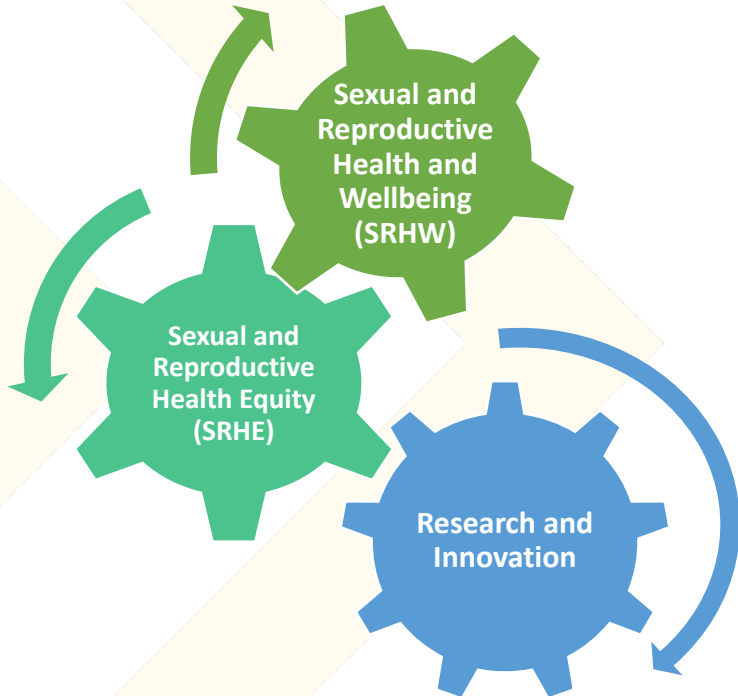 Sexual and
Reproductive
Health and
Wellbeing
(SRHW)
Sexual and
Reproductive
Health Equity
(SRHE)
Research and
Innovation